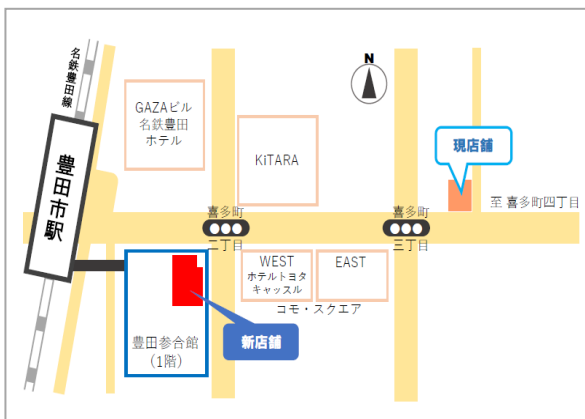 名鉄豊田線
豊田市駅
GAZAビル
名鉄豊田
ホテル
KiTARA
N
現店舗
至 喜多町四丁目
喜多町
二丁目
喜多町
三丁目
WEST
ホテルトヨタ
キャッスル
EAST
コモ・スクエア
豊田参合館
(1階)
新店舗